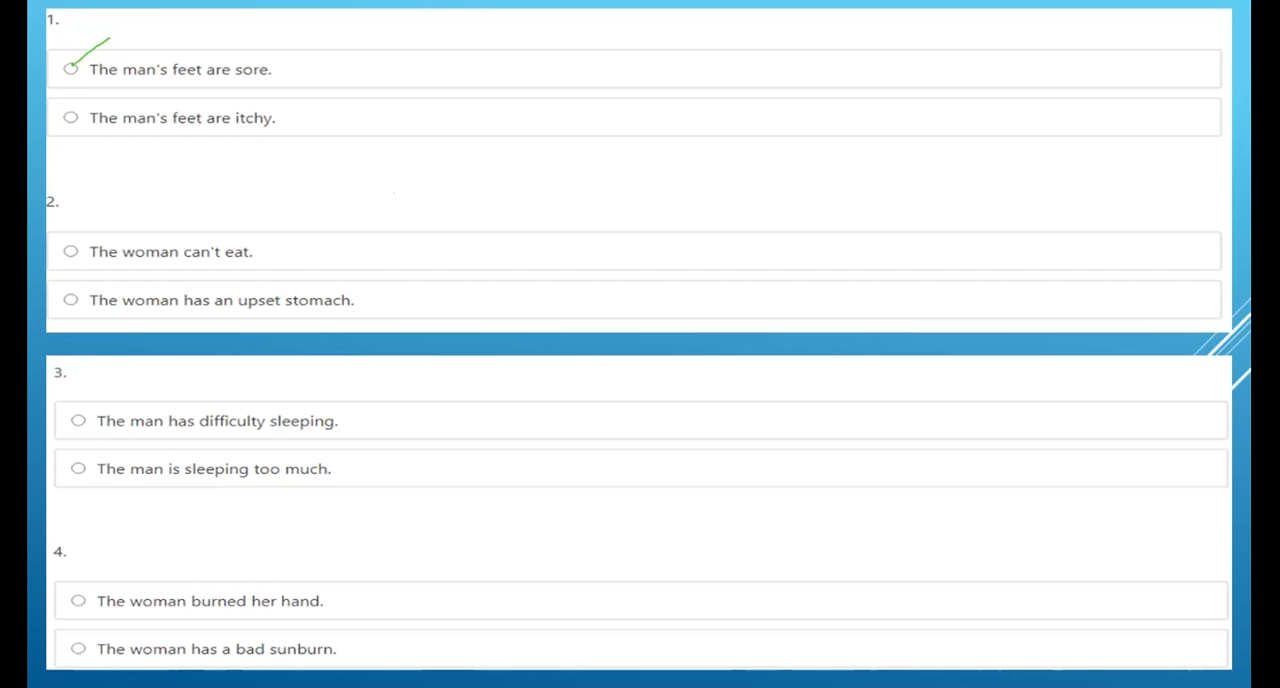 1.
The man's feet are sore.
The man's feet are itchy.
2.
The woman can't eat.
The woman has an upset stomach.
3.
The man has difficulty sleeping.
The man is sleeping too much.
4.
The woman burned her hand.
The woman has a bad sunburn.